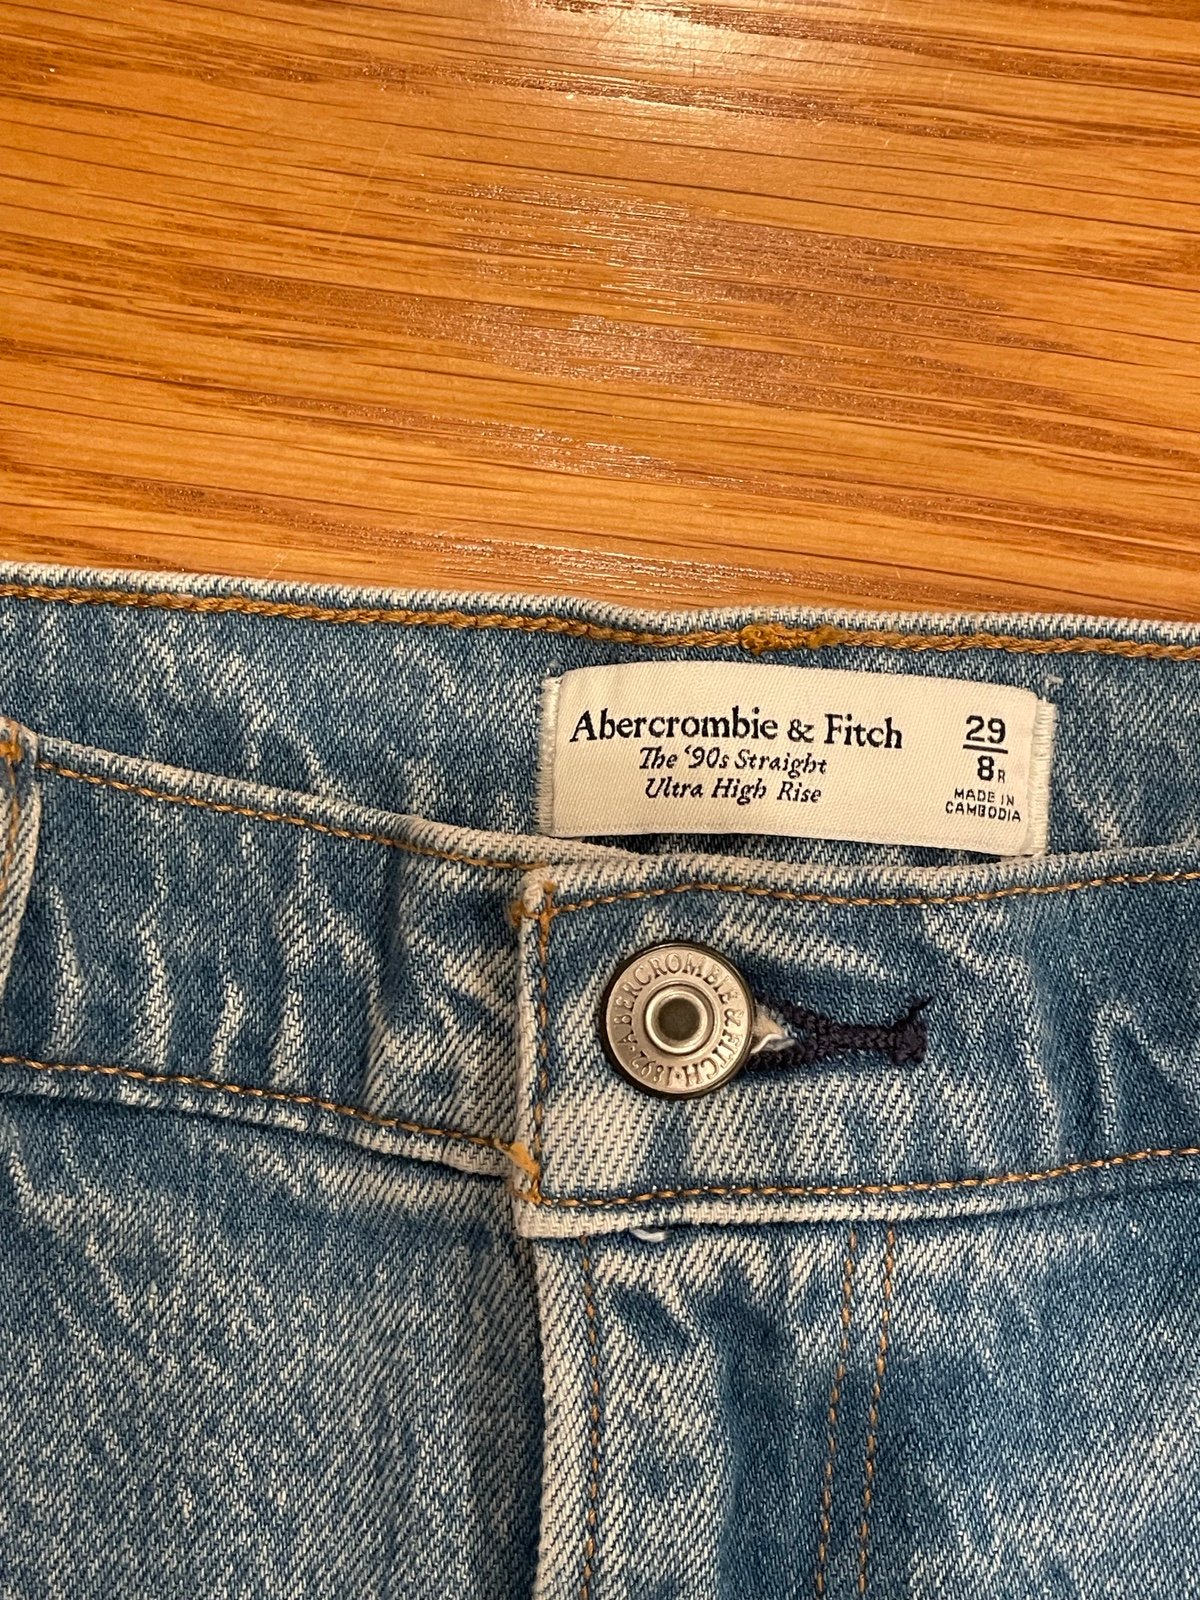 Abercrombie & Fitch
The ‘90s Straight
Ultra High Rise
29
8R
MADE IN
CAMBODIA
ABERCROMBIE & FITCH · 1892 ·